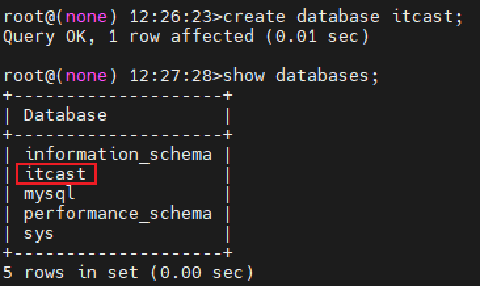 root@(none) 12:26:23>create database itcast;
Query OK, 1 row affected (0.01 sec)
root@(none) 12:27:28>show databases;
+--------------------+
| Database           |
+--------------------+
| information_schema |
| itcast             |
| mysql              |
| performance_schema |
| sys                |
+--------------------+
5 rows in set (0.00 sec)